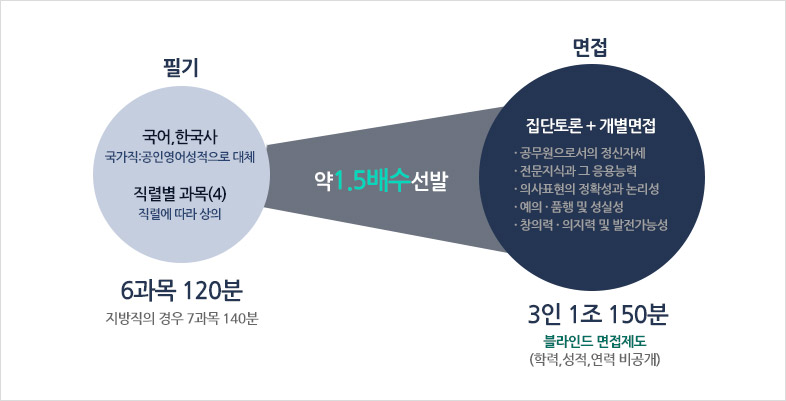 필기
국어,한국사
국가직:공인영어성적으로 대체
직렬별 과목(4)
직렬에 따라 상의
6과목 120분
지방직의 경우 7과목 140분
약1.5배수선발
면접
집단토론 + 개별면접
· 공무원으로서의 정신자세
· 전문지식과 그 응용능력
· 의사표현의 정확성과 논리성
· 예의 · 품행 및 성실성
· 창의력 · 의지력 및 발전가능성
3인 1조 150분
블라인드 면접제도
(학력,성적,연력 비공개)